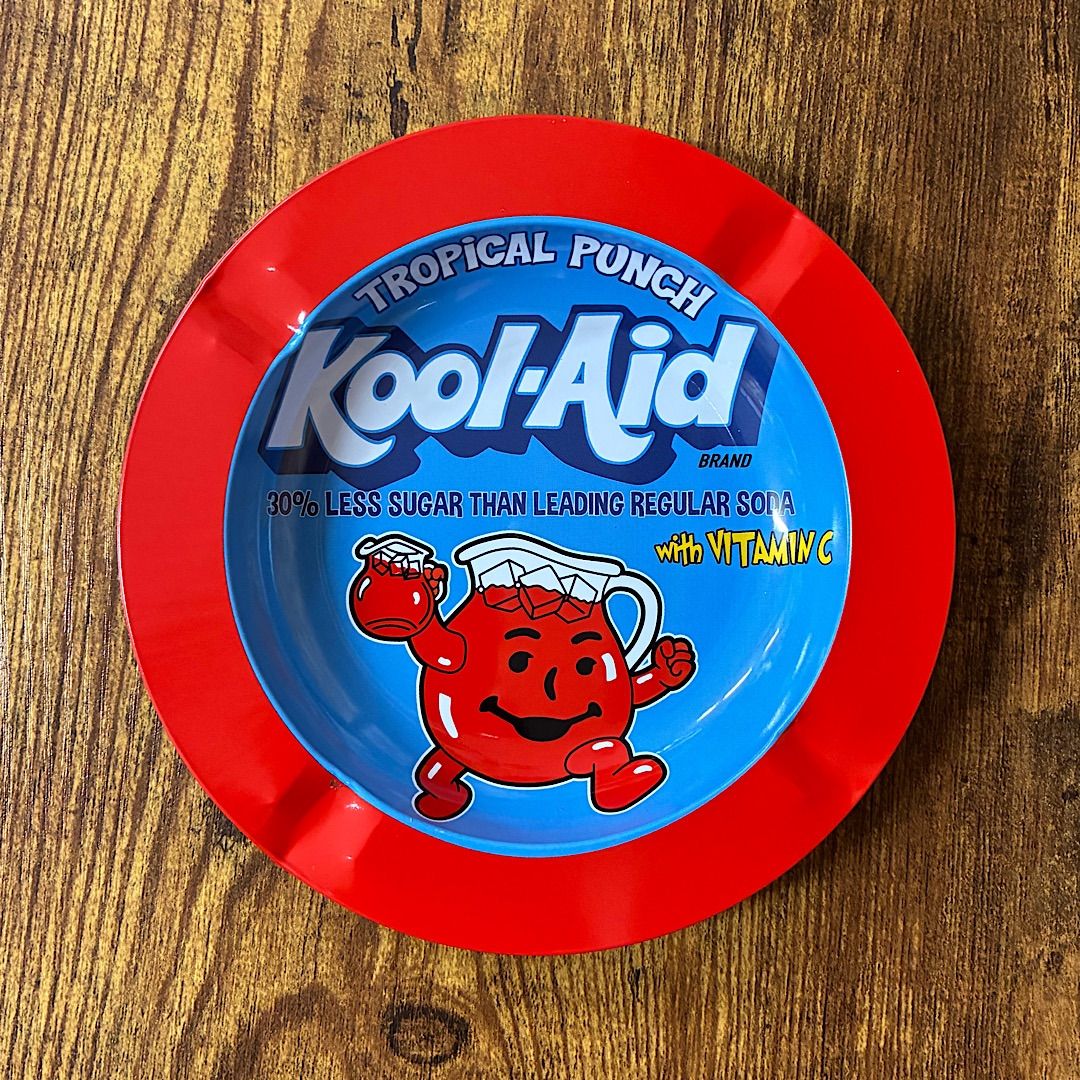 TROPiCAL PUNCH
Kool-Aid
BRAND
30% LESS SUGAR THAN LEADING REGULAR SODA
with VITAMIN C